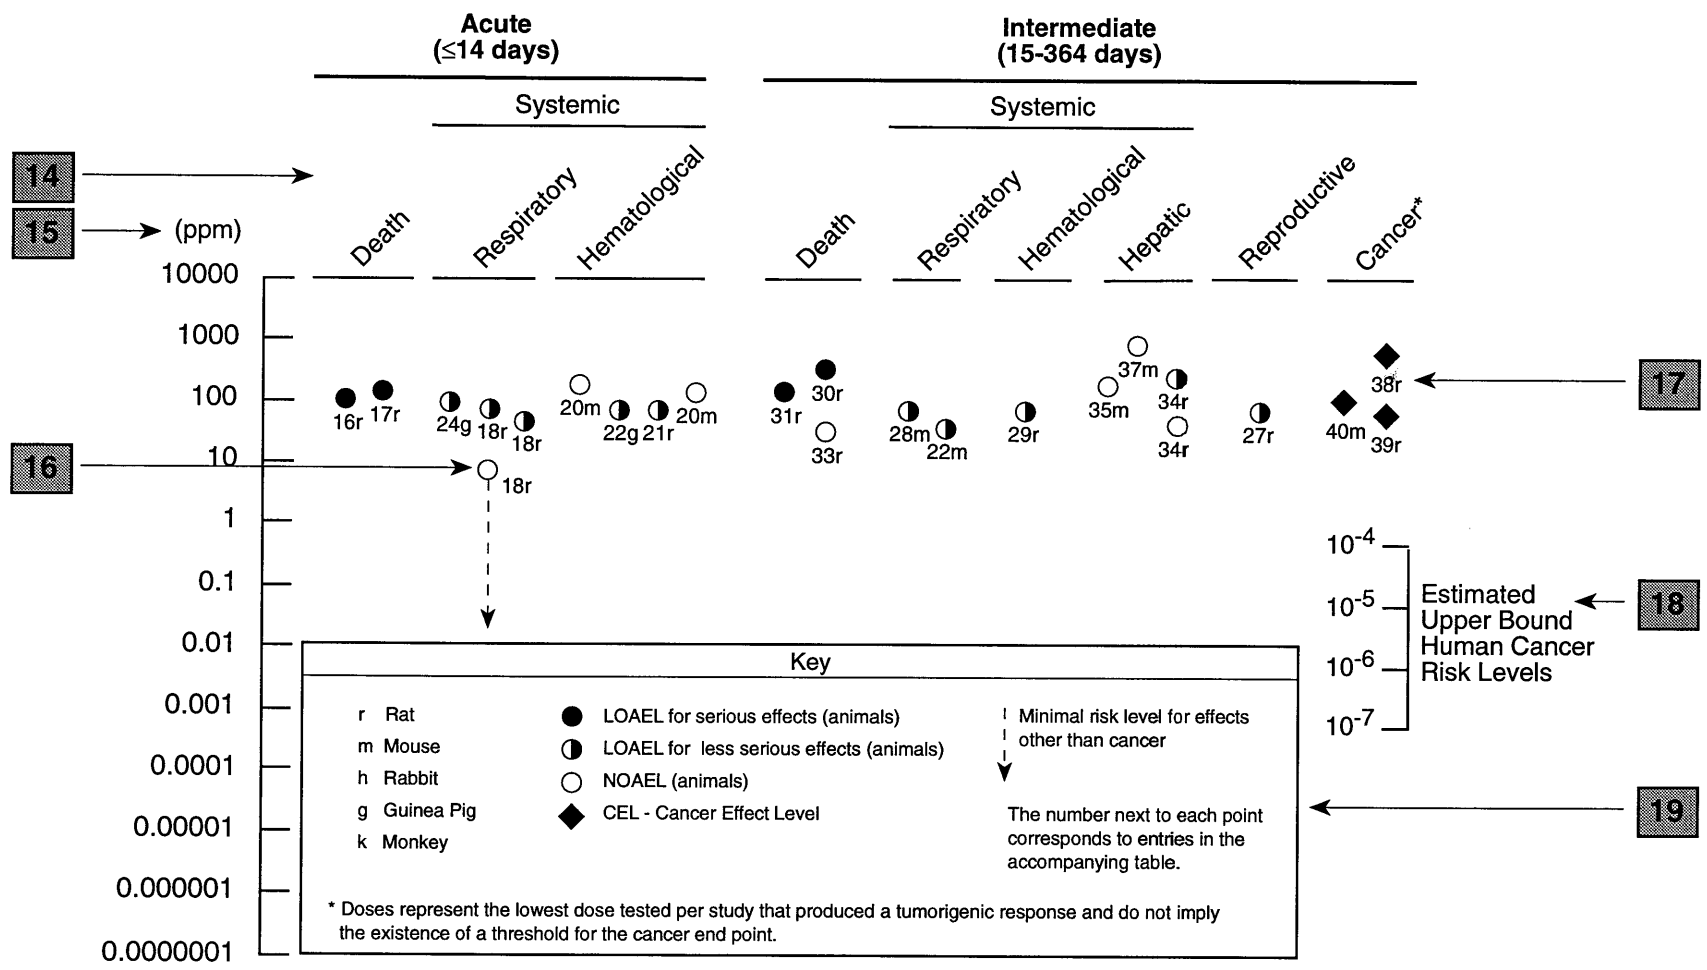 Acute
(≤14 days)
Intermediate
(15-364 days)
Systemic
Systemic
14
15
(ppm)
Death
Respiratory
Hematological
Death
Respiratory
Hematological
Hepatic
Reproductive
Cancer*
10000
1000
100
10
1
0.1
0.01
0.001
0.0001
0.00001
0.000001
0.0000001
16r
17r
24g
18r
18r
20m
22g
21r
20m
31r
30r
33r
28m
22m
29r
35m
37m
34r
34r
27r
40m
38r
39r
17
16
18r
10⁻⁴
10⁻⁵
10⁻⁶
10⁻⁷
Estimated
Upper Bound
Human Cancer
Risk Levels
18
Key
r Rat
m Mouse
h Rabbit
g Guinea Pig
k Monkey
LOAEL for serious effects (animals)
LOAEL for less serious effects (animals)
NOAEL (animals)
CEL - Cancer Effect Level
Minimal risk level for effects
other than cancer
The number next to each point
corresponds to entries in the
accompanying table.
19
* Doses represent the lowest dose tested per study that produced a tumorigenic response and do not imply
the existence of a threshold for the cancer end point.